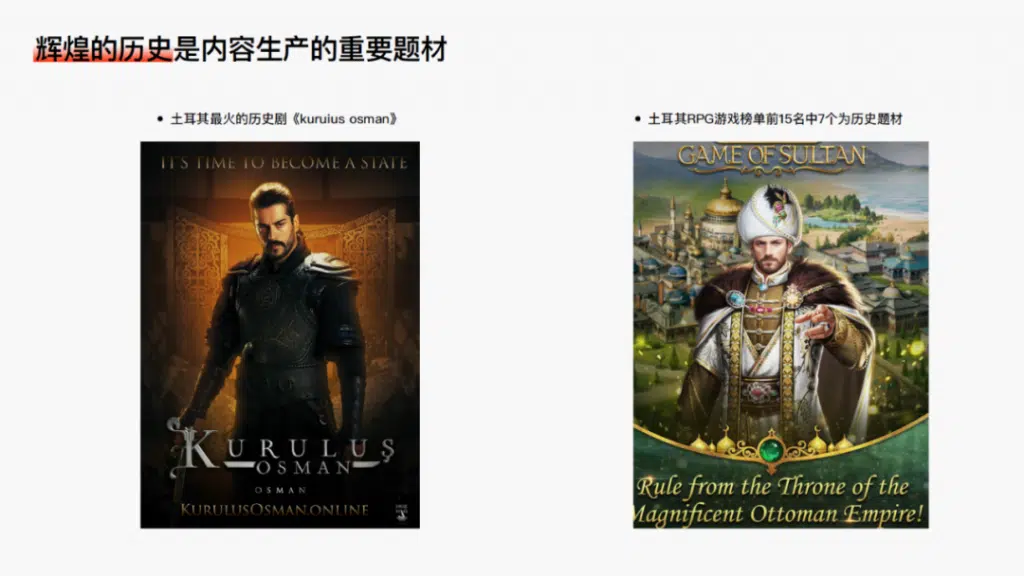 辉煌的历史是内容生产的重要题材
• 土耳其最火的历史剧《kuruius osman》
IT'S TIME TO BECOME A STATE
KURULUŞ
OSMAN
OSMAN
KURULUSOSMAN.ONLINE
• 土耳其RPG游戏榜单前15名中7个为历史题材
GAME OF SULTAN
Rule from the Throne of the
Magnificent Ottoman Empire!